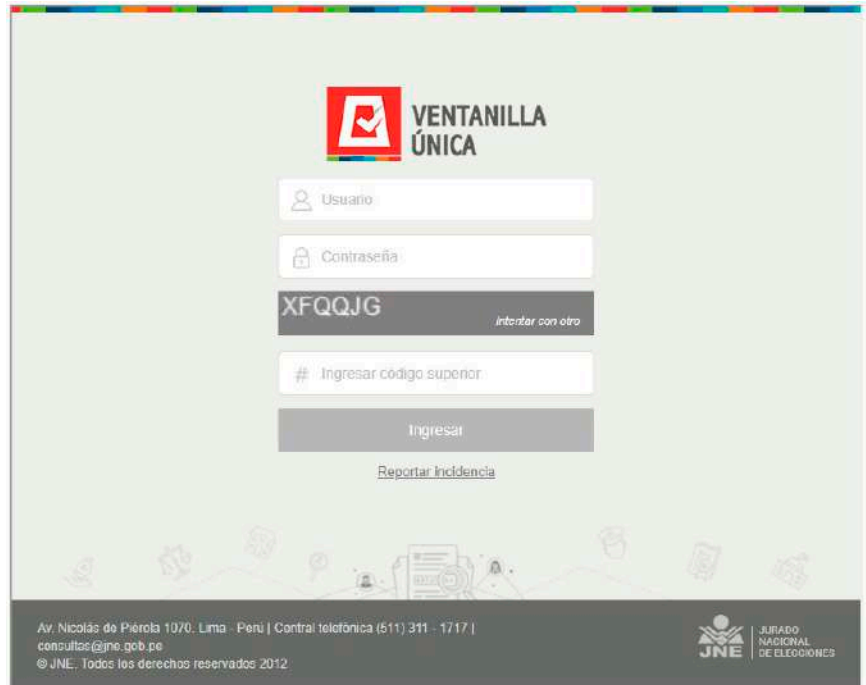 VENTANILLA
ÚNICA
Usuario
Contraseña
XFQQJG
intentar con otro
# Ingresar código superior
Ingresar
Reportar incidencia
Av. Nicolás de Piérola 1070. Lima - Perú | Central telefónica (511) 311 - 1717 |
consultas@jne.gob.pe
© JNE. Todos los derechos reservados 2012
JNE
JURADO
NACIONAL
DE ELECCIONES